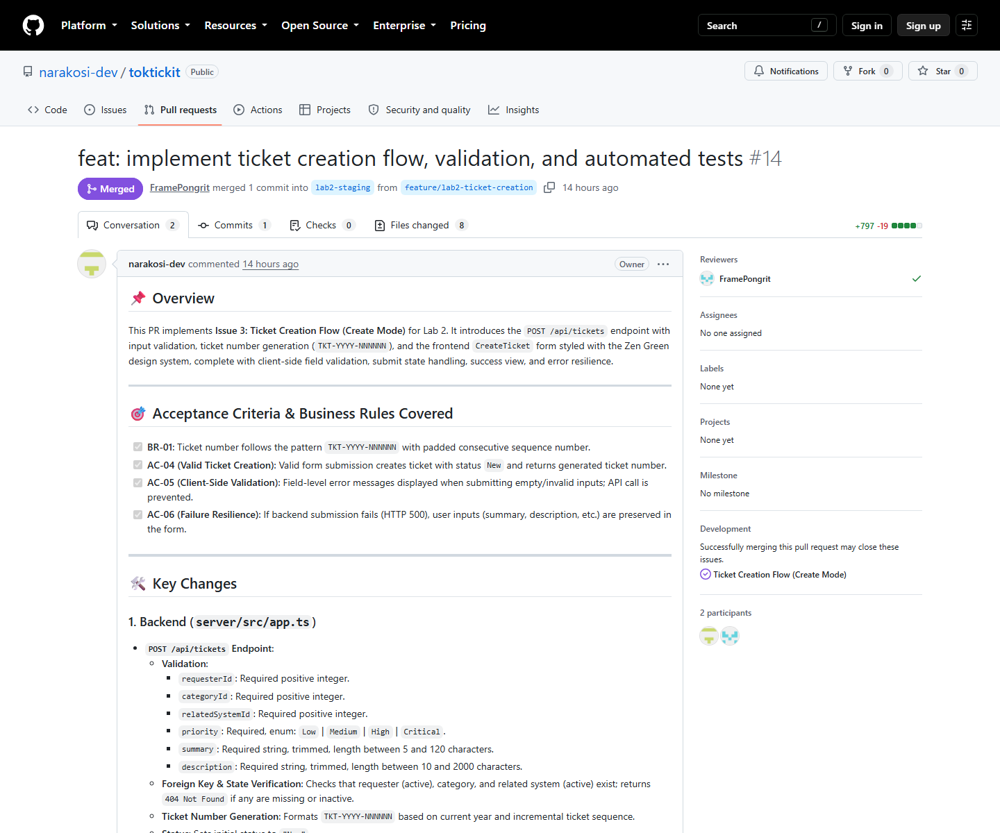 Platform Solutions Resources Open Source Enterprise Pricing Search / Sign in Sign up
narakosi-dev / toktickit Public Notifications Fork 0 Star 0
Code Issues Pull requests Actions Projects Security and quality Insights
feat: implement ticket creation flow, validation, and automated tests #14
Merged FramePongrit merged 1 commit into lab2-staging from feature/lab2-ticket-creation 14 hours ago
Conversation 2 Commits 1 Checks 0 Files changed 8 +797 -19
narakosi-dev commented 14 hours ago Owner
Overview
This PR implements Issue 3: Ticket Creation Flow (Create Mode) for Lab 2. It introduces the POST /api/tickets endpoint with
input validation, ticket number generation ( TKT-YYYY-NNNNNN ), and the frontend CreateTicket form styled with the Zen Green
design system, complete with client-side field validation, submit state handling, success view, and error resilience.
Acceptance Criteria & Business Rules Covered
BR-01: Ticket number follows the pattern TKT-YYYY-NNNNNN with padded consecutive sequence number.
AC-04 (Valid Ticket Creation): Valid form submission creates ticket with status New and returns generated ticket number.
AC-05 (Client-Side Validation): Field-level error messages displayed when submitting empty/invalid inputs; API call is
prevented.
AC-06 (Failure Resilience): If backend submission fails (HTTP 500), user inputs (summary, description, etc.) are preserved in
the form.
Key Changes
1. Backend ( server/src/app.ts )
POST /api/tickets Endpoint:
Validation:
requesterId : Required positive integer.
categoryId : Required positive integer.
relatedSystemId : Required positive integer.
priority : Required, enum: Low | Medium | High | Critical .
summary : Required string, trimmed, length between 5 and 120 characters.
description : Required string, trimmed, length between 10 and 2000 characters.
Foreign Key & State Verification: Checks that requester (active), category, and related system (active) exist; returns
404 Not Found if any are missing or inactive.
Ticket Number Generation: Formats TKT-YYYY-NNNNNN based on current year and incremental ticket sequence.
Status: Sets initial status to "New"
Reviewers
FramePongrit
Assignees
No one assigned
Labels
None yet
Projects
None yet
Milestone
No milestone
Development
Successfully merging this pull request may close these
issues.
Ticket Creation Flow (Create Mode)
2 participants